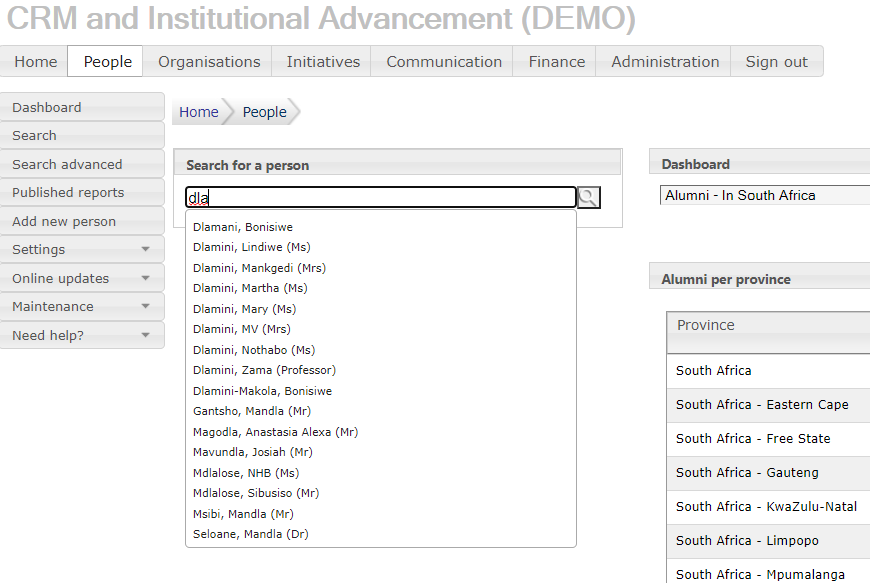 CRM and Institutional Advancement (DEMO)
Home People Organisations Initiatives Communication Finance Administration Sign out
Dashboard
Search
Search advanced
Published reports
Add new person
Settings
Online updates
Maintenance
Need help?
Home People
Search for a person
dla
Dlamani, Bonisiwe
Dlamini, Lindiwe (Ms)
Dlamini, Mankgedi (Mrs)
Dlamini, Martha (Ms)
Dlamini, Mary (Ms)
Dlamini, MV (Mrs)
Dlamini, Nothabo (Ms)
Dlamini, Zama (Professor)
Dlamini-Makola, Bonisiwe
Gantsho, Mandla (Mr)
Magodla, Anastasia Alexa (Mr)
Mavundla, Josiah (Mr)
Mdlalose, NHB (Ms)
Mdlalose, Sibusiso (Mr)
Msibi, Mandla (Mr)
Seloane, Mandla (Dr)
Dashboard
Alumni - In South Africa
Alumni per province
Province
South Africa
South Africa - Eastern Cape
South Africa - Free State
South Africa - Gauteng
South Africa - KwaZulu-Natal
South Africa - Limpopo
South Africa - Mpumalanga